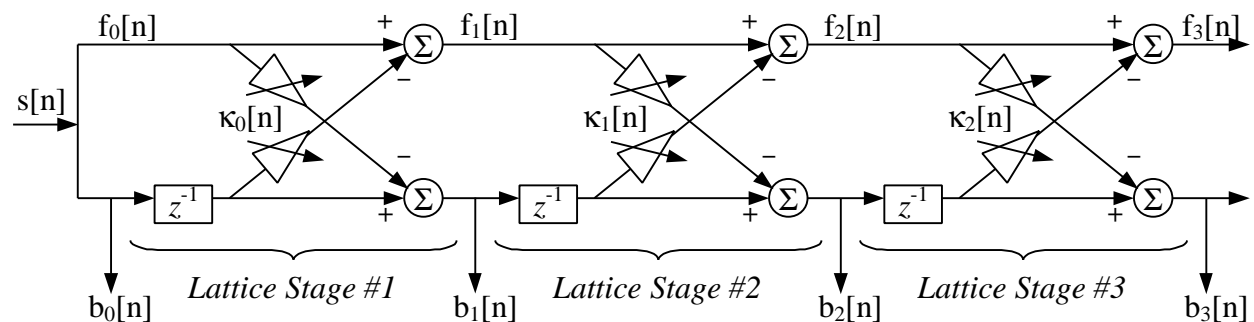 f₀[n] + Σ f₁[n] + Σ f₂[n] + Σ f₃[n]
− − −
s[n] κ₀[n] κ₁[n] κ₂[n]
− − −
z⁻¹ + Σ z⁻¹ + Σ z⁻¹ + Σ
Lattice Stage #1 Lattice Stage #2 Lattice Stage #3
b₀[n] b₁[n] b₂[n] b₃[n]